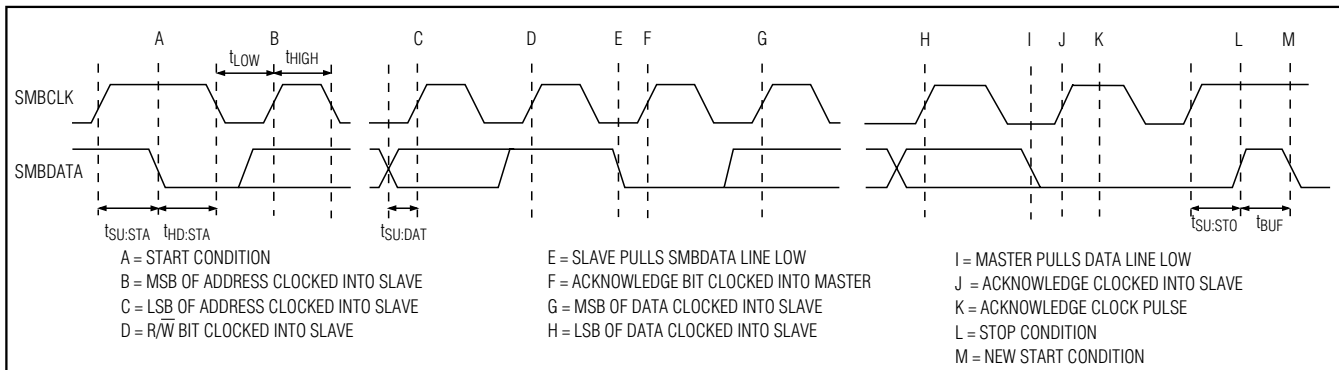 A B C D E F G H I J K L M
tLOW tHIGH
SMBCLK
SMBDATA
tSU:STA tHD:STA tSU:DAT tSU:STO tBUF
A = START CONDITION
B = MSB OF ADDRESS CLOCKED INTO SLAVE
C = LSB OF ADDRESS CLOCKED INTO SLAVE
D = R/W̅ BIT CLOCKED INTO SLAVE
E = SLAVE PULLS SMBDATA LINE LOW
F = ACKNOWLEDGE BIT CLOCKED INTO MASTER
G = MSB OF DATA CLOCKED INTO SLAVE
H = LSB OF DATA CLOCKED INTO SLAVE
I = MASTER PULLS DATA LINE LOW
J = ACKNOWLEDGE CLOCKED INTO SLAVE
K = ACKNOWLEDGE CLOCK PULSE
L = STOP CONDITION
M = NEW START CONDITION